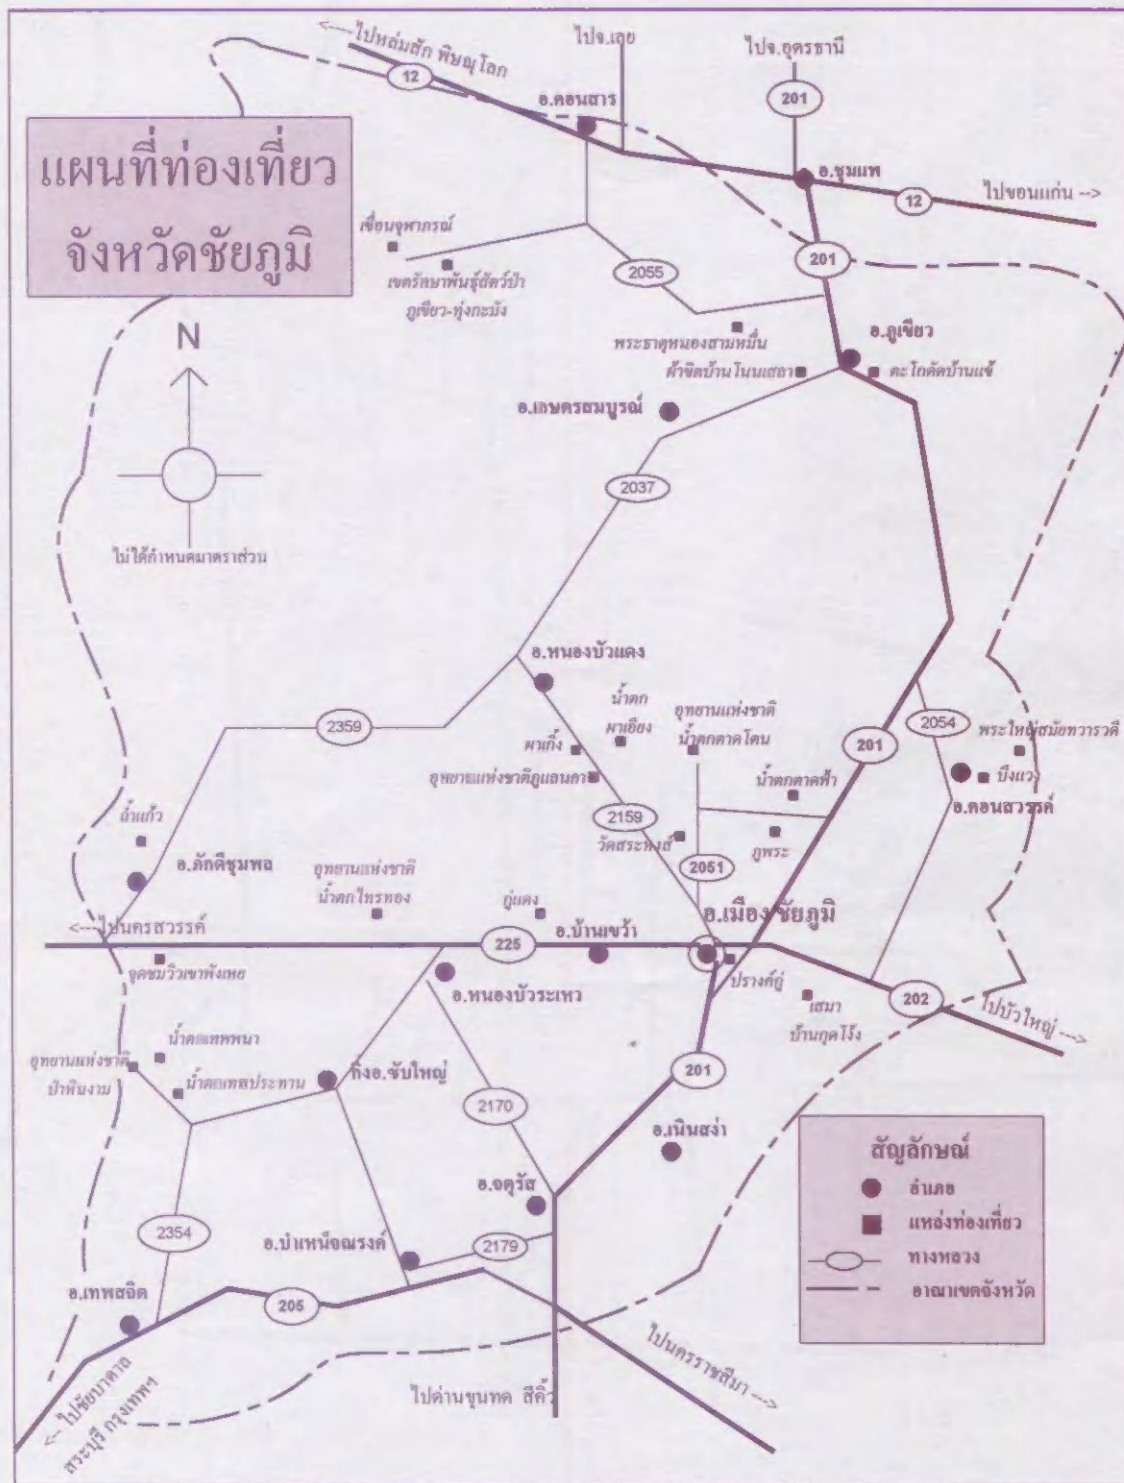 <---- ไปหล่มสัก พิษณุโลก
ไปจ.เลย
ไปจ.อุดรธานี
12
201
อ.คอนสาร
แผนที่ท่องเที่ยว
จังหวัดชัยภูมิ
อ.ชุมแพ
12
ไปขอนแก่น -->
เขื่อนจุฬาภรณ์
เขตรักษาพันธุ์สัตว์ป่า
ภูเขียว-ทุ่งกะมัง
2055
201
พระธาตุหนองสามหมื่น
อ.ภูเขียว
ผ้าขิดบ้านโนนเสลา
ตะโกดัดบ้านแข้
N
อ.เกษตรสมบูรณ์
2037
ไม่ได้กำหนดมาตราส่วน
อ.หนองบัวแดง
น้ำตก
ผาเอียง
อุทยานแห่งชาติ
น้ำตกตาดโตน
2359
ผาเกิ้ง
อุทยานแห่งชาติภูแลนคา
201
2054
พระใหญ่สมัยทวารวดี
บึงแวง
อ.คอนสวรรค์
น้ำตกตาดฟ้า
2159
วัดสระหงส์
ภูพระ
2051
ถ้ำแก้ว
อ.ภักดีชุมพล
อุทยานแห่งชาติ
น้ำตกไทรทอง
กู่แดง
อ.เมือง ชัยภูมิ
<---ไปนครสวรรค์
225
อ.บ้านเขว้า
จุดชมวิวเขาพังเหย
อ.หนองบัวระเหว
ปรางค์กู่
เสมา
บ้านกุดโง้ง
202
ไปบัวใหญ่ --->
น้ำตกเทพพนา
อุทยานแห่งชาติ
ป่าหินงาม
น้ำตกเทพประทาน
กิ่งอ.ซับใหญ่
201
2170
อ.เนินสง่า
อ.จตุรัส
2354
อ.บำเหน็จณรงค์
2179
อ.เทพสถิต
205
สัญลักษณ์
อำเภอ
แหล่งท่องเที่ยว
ทางหลวง
อาณาเขตจังหวัด
ไปนครราชสีมา --->
ไปด่านขุนทด สีคิ้ว
<--- ไปชัยบาดาล
สระบุรี กรุงเทพฯ